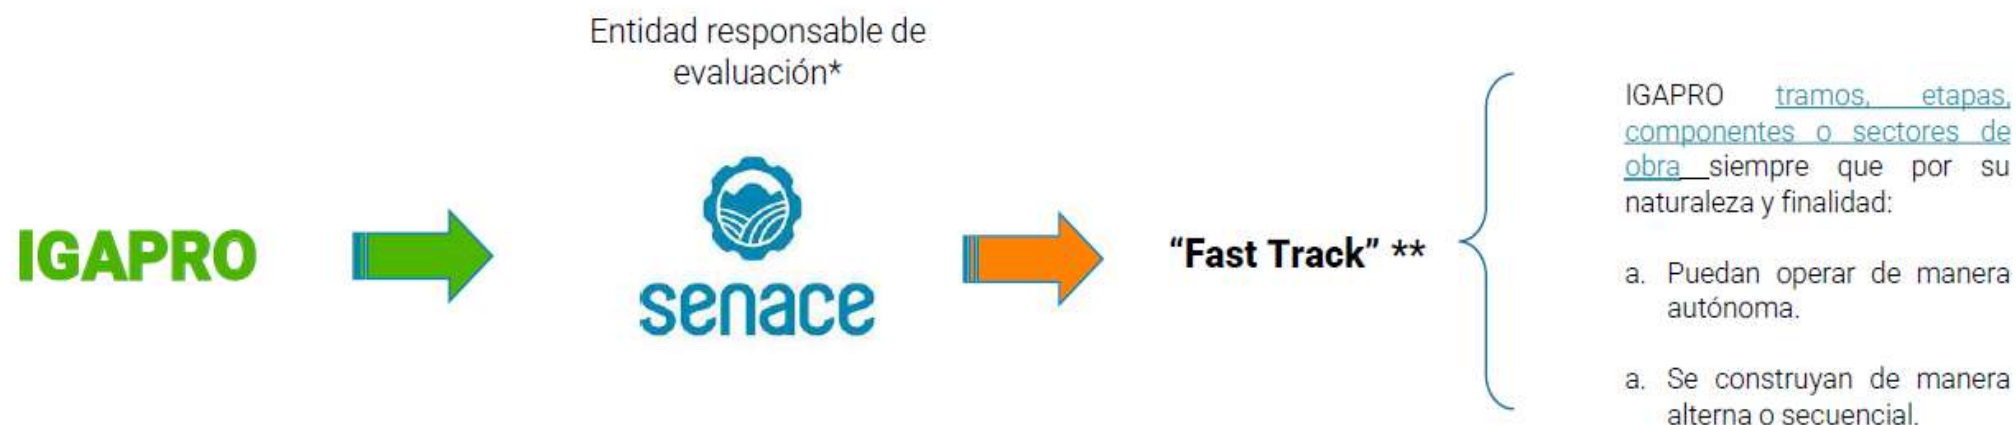 Entidad responsable de
evaluación*
IGAPRO
senace
“Fast Track” **
IGAPRO tramos, etapas,
componentes o sectores de
obra siempre que por su
naturaleza y finalidad:
a. Puedan operar de manera
autónoma.
a. Se construyan de manera
alterna o secuencial.